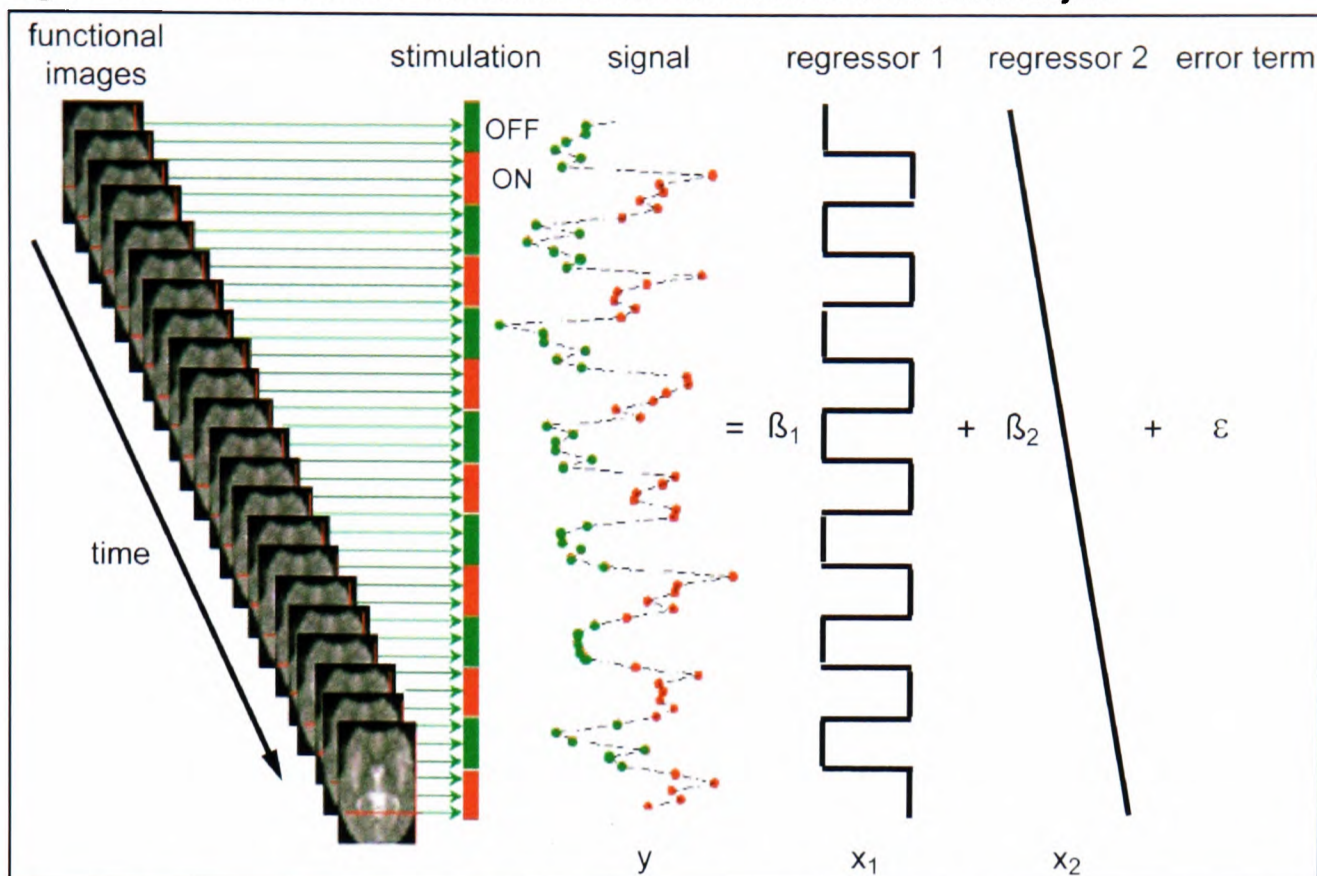 functional images
stimulation
signal
regressor 1
regressor 2
error term
OFF
ON
= ß₁ + ß₂ + ε
time
y
x₁
x₂